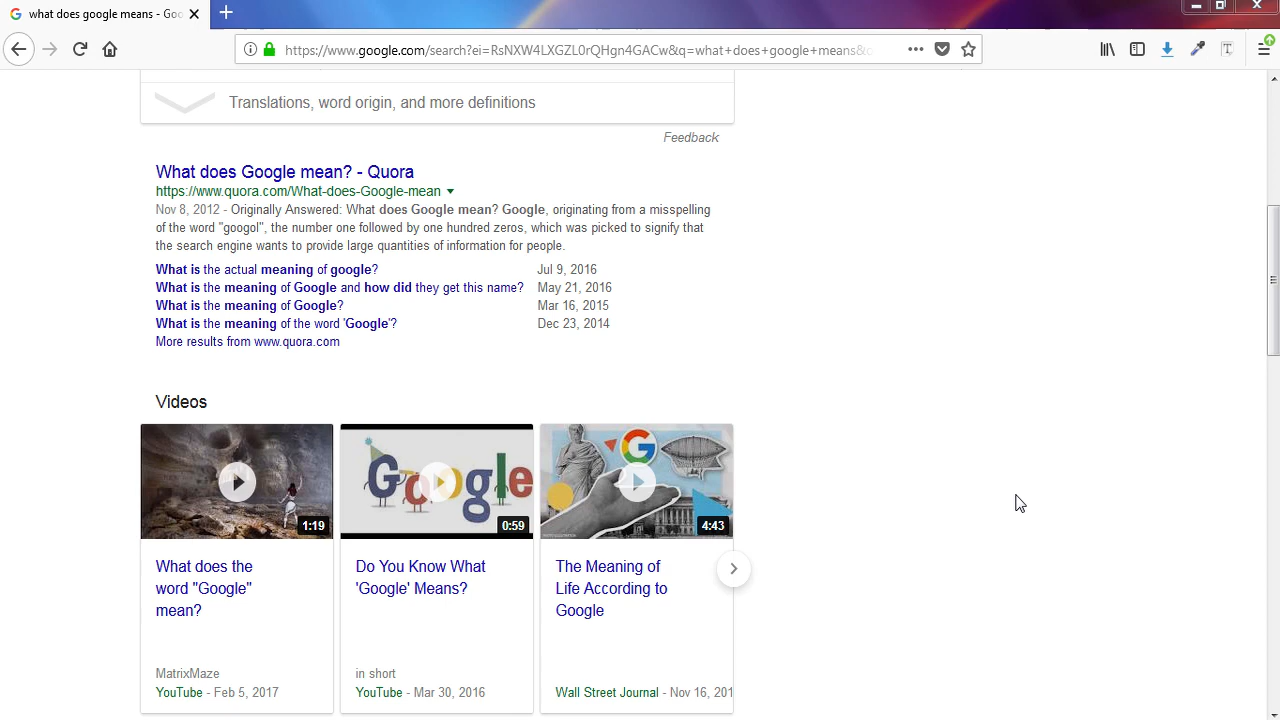 what does google means - Goo
https://www.google.com/search?ei=RsNXW4LXGZL0rQHgn4GACw&q=what+does+google+means&
Translations, word origin, and more definitions
Feedback
What does Google mean? - Quora
https://www.quora.com/What-does-Google-mean
Nov 8, 2012 - Originally Answered: What does Google mean? Google, originating from a misspelling
of the word "googol", the number one followed by one hundred zeros, which was picked to signify that
the search engine wants to provide large quantities of information for people.
What is the actual meaning of google? Jul 9, 2016
What is the meaning of Google and how did they get this name? May 21, 2016
What is the meaning of Google? Mar 16, 2015
What is the meaning of the word 'Google'? Dec 23, 2014
More results from www.quora.com
Videos
1:19
Google
0:59
G
4:43
What does the
word "Google"
mean?
MatrixMaze
YouTube - Feb 5, 2017
Do You Know What
'Google' Means?
in short
YouTube - Mar 30, 2016
The Meaning of
Life According to
Google
Wall Street Journal - Nov 16, 201